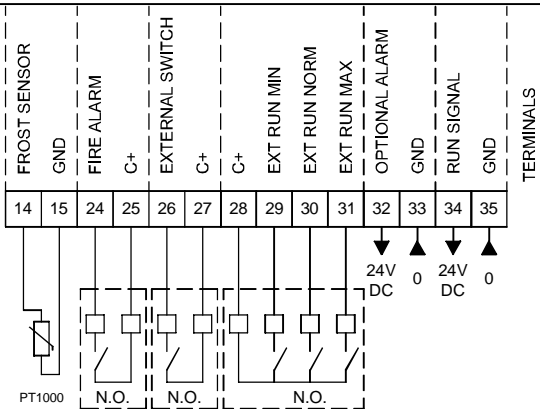 FROST SENSOR
GND
FIRE ALARM
C+
EXTERNAL SWITCH
C+
C+
EXT RUN MIN
EXT RUN NORM
EXT RUN MAX
OPTIONAL ALARM
GND
RUN SIGNAL
GND
TERMINALS
14 15 24 25 26 27 28 29 30 31 32 33 34 35
24V DC
0
24V DC
0
PT1000
N.O.
N.O.
N.O.